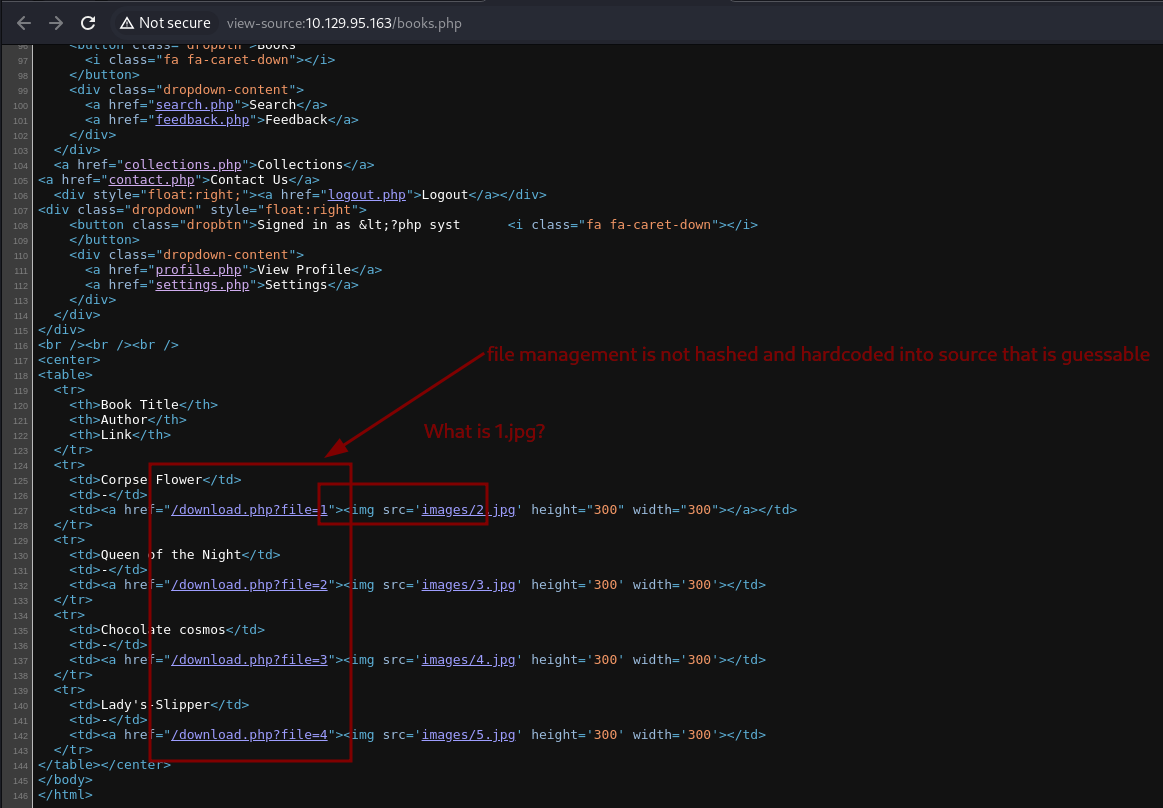 Not secure view-source:10.129.95.163/books.php
96 <button class="dropbtn">Books
97 <i class="fa fa-caret-down"></i>
98 </button>
99 <div class="dropdown-content">
100 <a href="search.php">Search</a>
101 <a href="feedback.php">Feedback</a>
102 </div>
103 </div>
104 <a href="collections.php">Collections</a>
105 <a href="contact.php">Contact Us</a>
106 <div style="float:right;"><a href="logout.php">Logout</a></div>
107 <div class="dropdown" style="float:right">
108 <button class="dropbtn">Signed in as &lt;?php syst <i class="fa fa-caret-down"></i>
109 </button>
110 <div class="dropdown-content">
111 <a href="profile.php">View Profile</a>
112 <a href="settings.php">Settings</a>
113 </div>
114 </div>
115 </div>
116 <br /><br /><br />
file management is not hashed and hardcoded into source that is guessable
117 <center>
118 <table>
119 <tr>
120 <th>Book Title</th>
121 <th>Author</th>
What is 1.jpg?
122 <th>Link</th>
123 </tr>
124 <tr>
125 <td>Corpse Flower</td>
126 <td>-</td>
127 <td><a href="/download.php?file=1"><img src='images/2.jpg' height="300" width="300"></a></td>
128 </tr>
129 <tr>
130 <td>Queen of the Night</td>
131 <td>-</td>
132 <td><a href="/download.php?file=2"><img src='images/3.jpg' height='300' width='300'></td>
133 </tr>
134 <tr>
135 <td>Chocolate cosmos</td>
136 <td>-</td>
137 <td><a href="/download.php?file=3"><img src='images/4.jpg' height='300' width='300'></td>
138 </tr>
139 <tr>
140 <td>Lady's-Slipper</td>
141 <td>-</td>
142 <td><a href="/download.php?file=4"><img src='images/5.jpg' height='300' width='300'></td>
143 </tr>
144 </table></center>
145 </body>
146 </html>